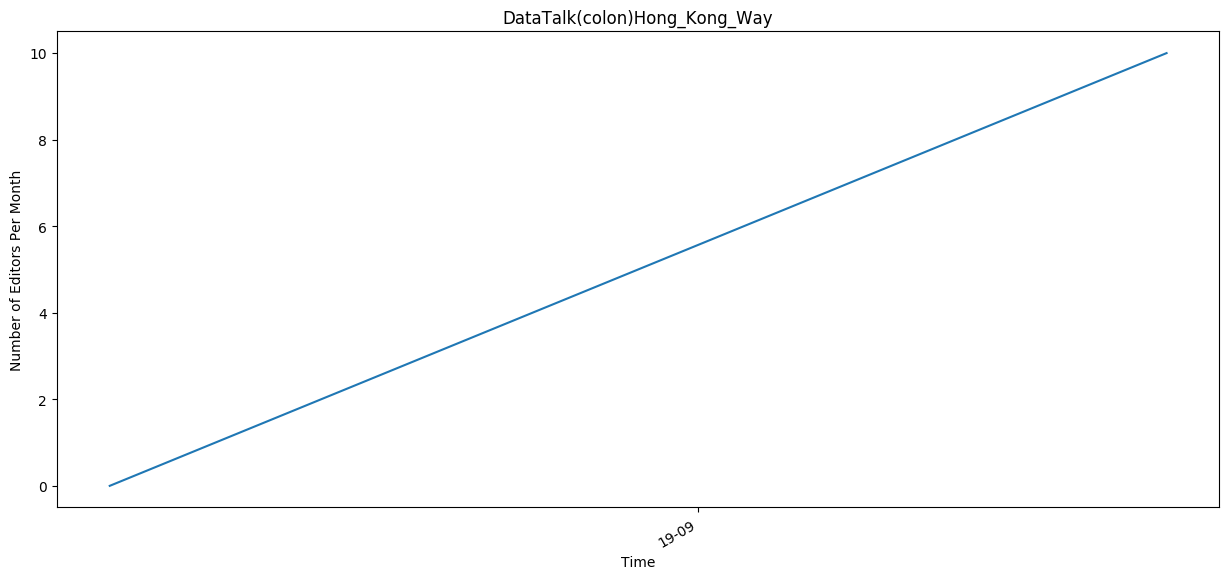 DataTalk(colon)Hong_Kong_Way
10
8
6
4
2
0
Number of Editors Per Month
19-09
Time